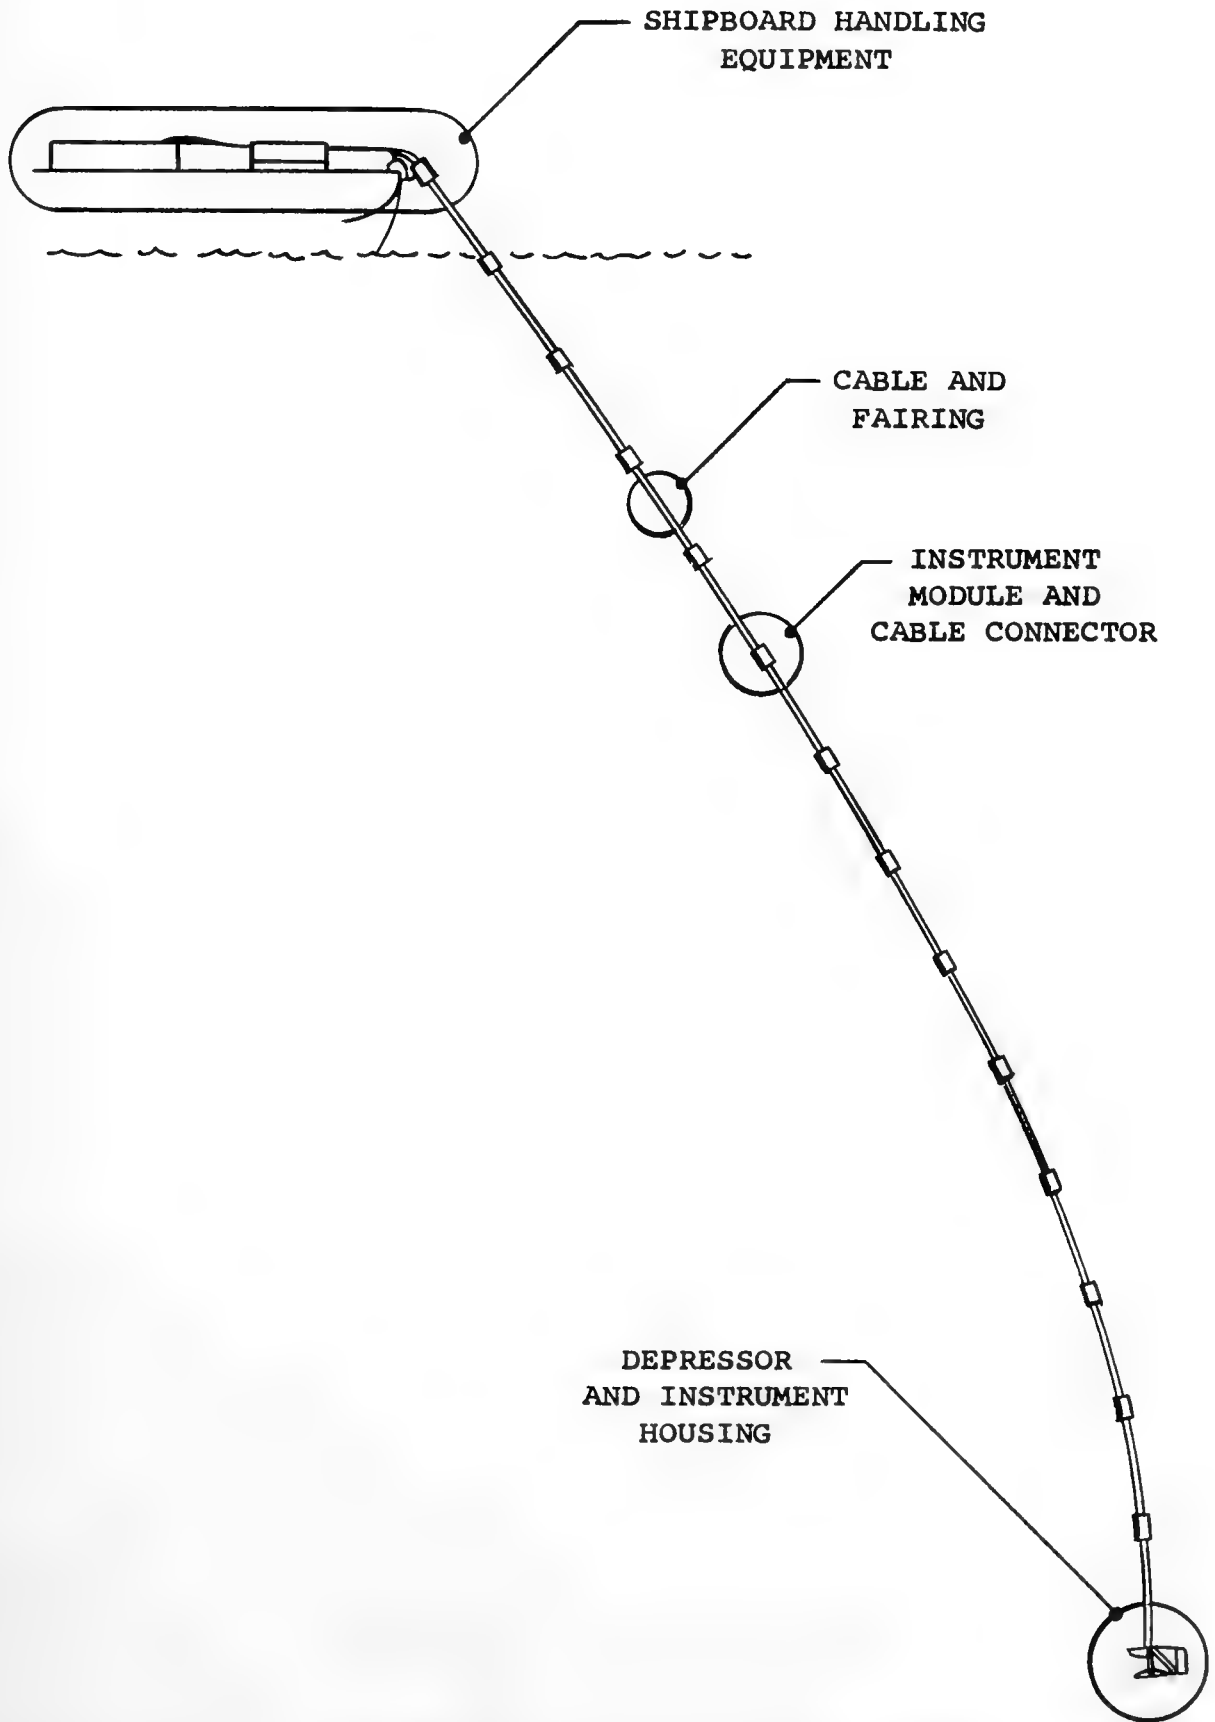 SHIPBOARD HANDLING
EQUIPMENT
CABLE AND
FAIRING
INSTRUMENT
MODULE AND
CABLE CONNECTOR
DEPRESSOR
AND INSTRUMENT
HOUSING